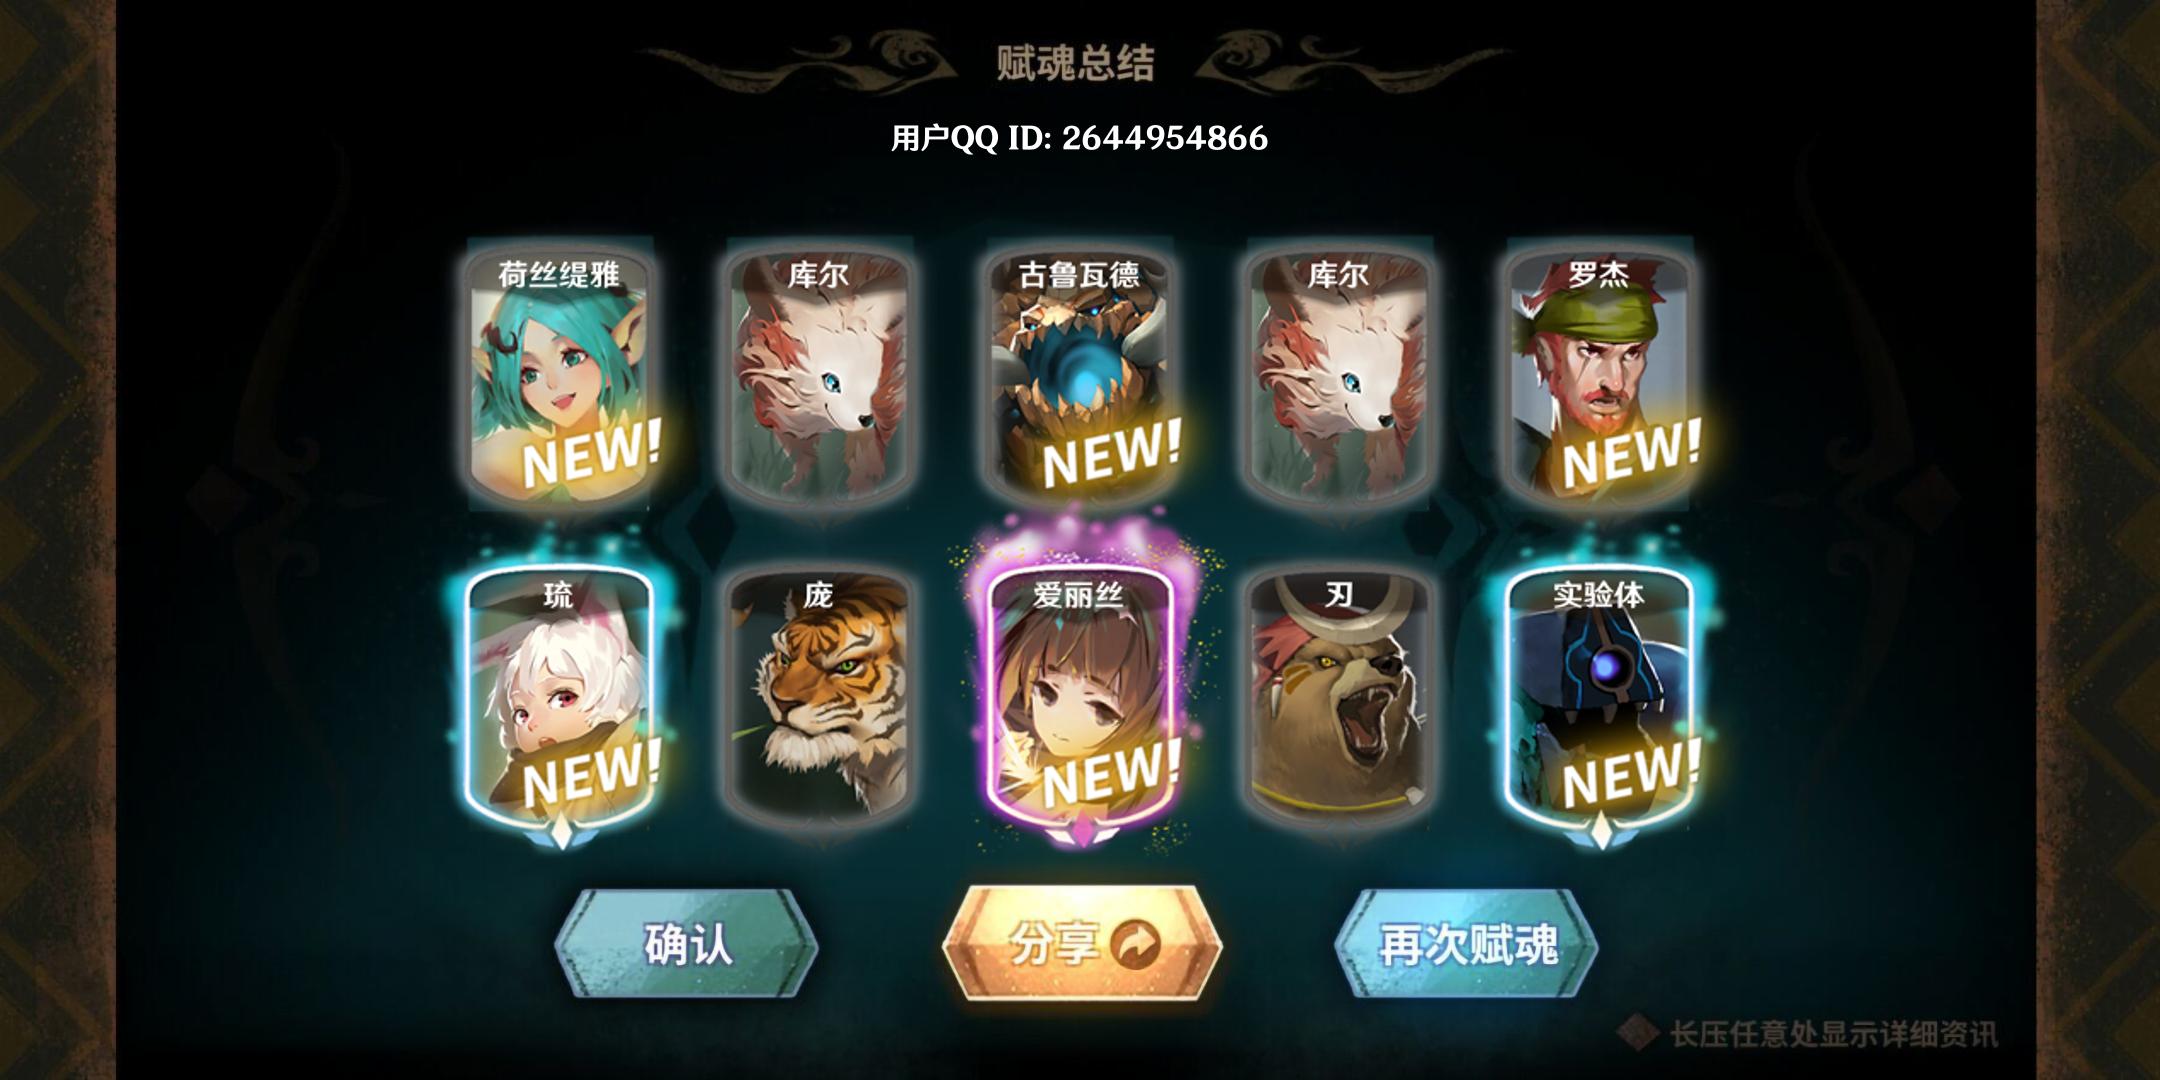 赋魂总结
用户QQ ID: 2644954866
荷丝缇雅
库尔
古鲁瓦德
库尔
罗杰
NEW!
NEW!
NEW!
琉
庞
爱丽丝
刃
实验体
NEW!
NEW!
NEW!
确认
分享
再次赋魂
长压任意处显示详细资讯